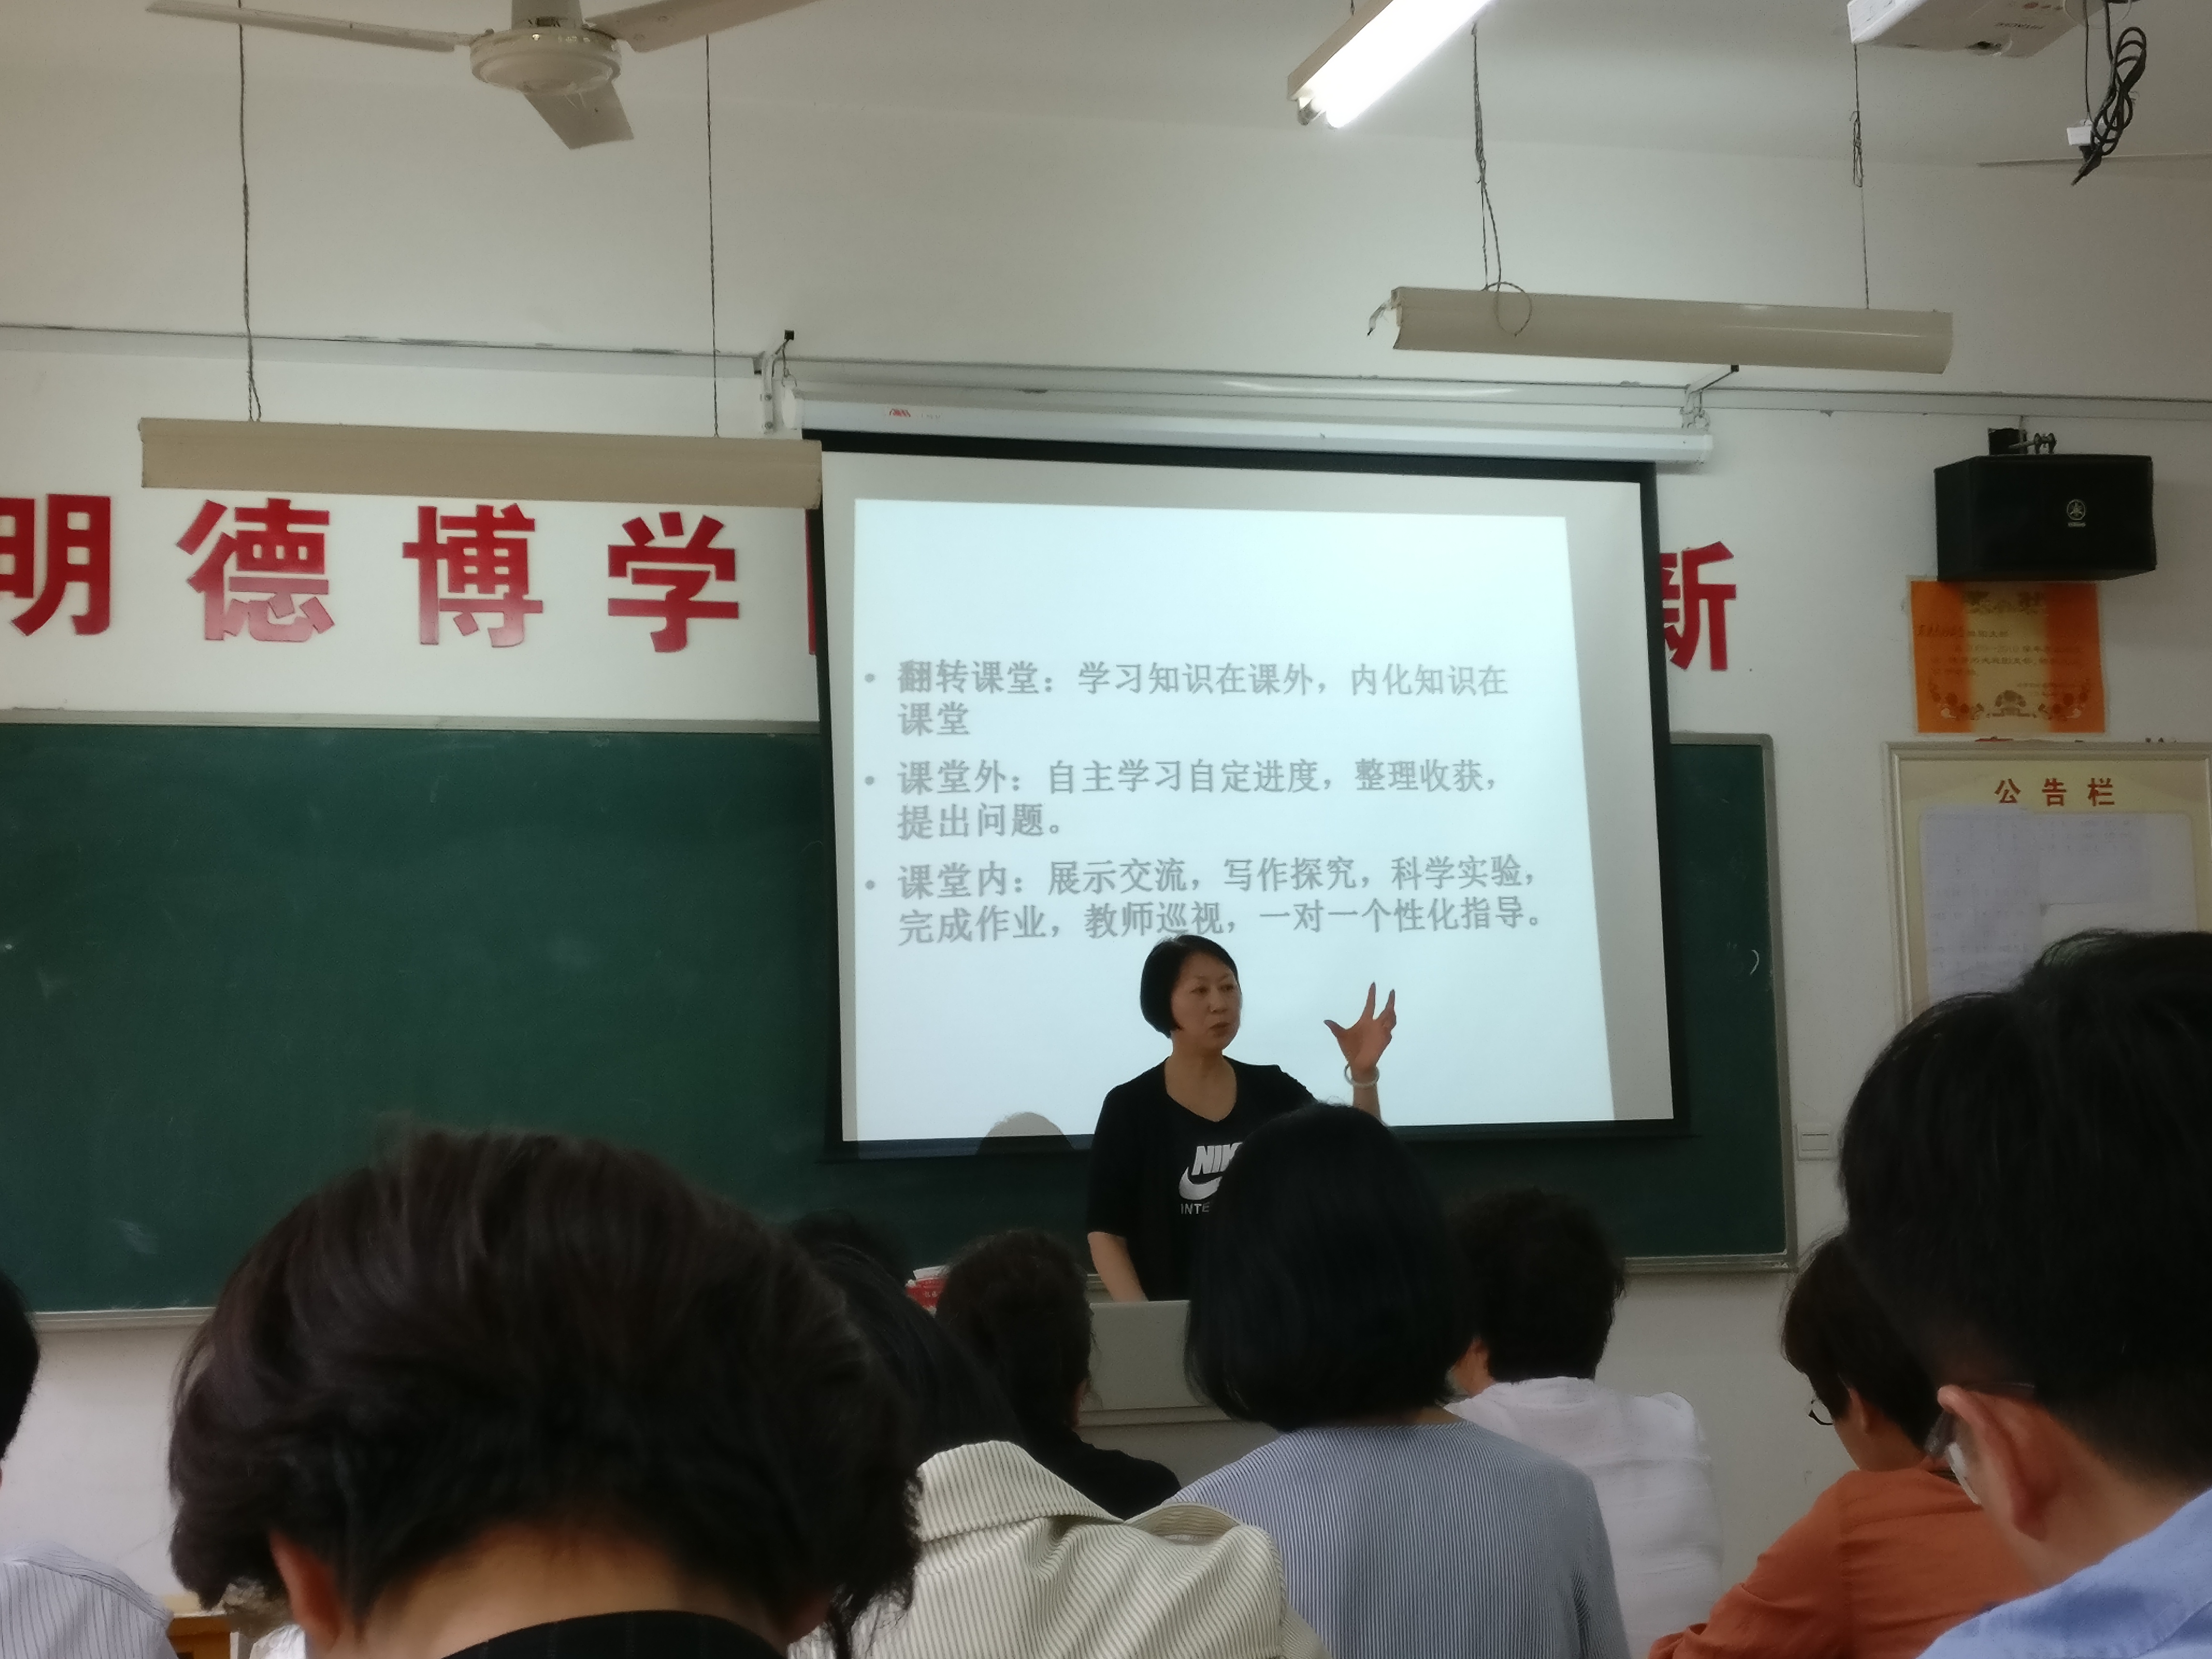 明德博学
新
翻转课堂：学习知识在课外，内化知识在
课堂
课堂外：自主学习自定进度，整理收获，
提出问题。
课堂内：展示交流，写作探究，科学实验，
完成作业，教师巡视，一对一个性化指导。
公告栏